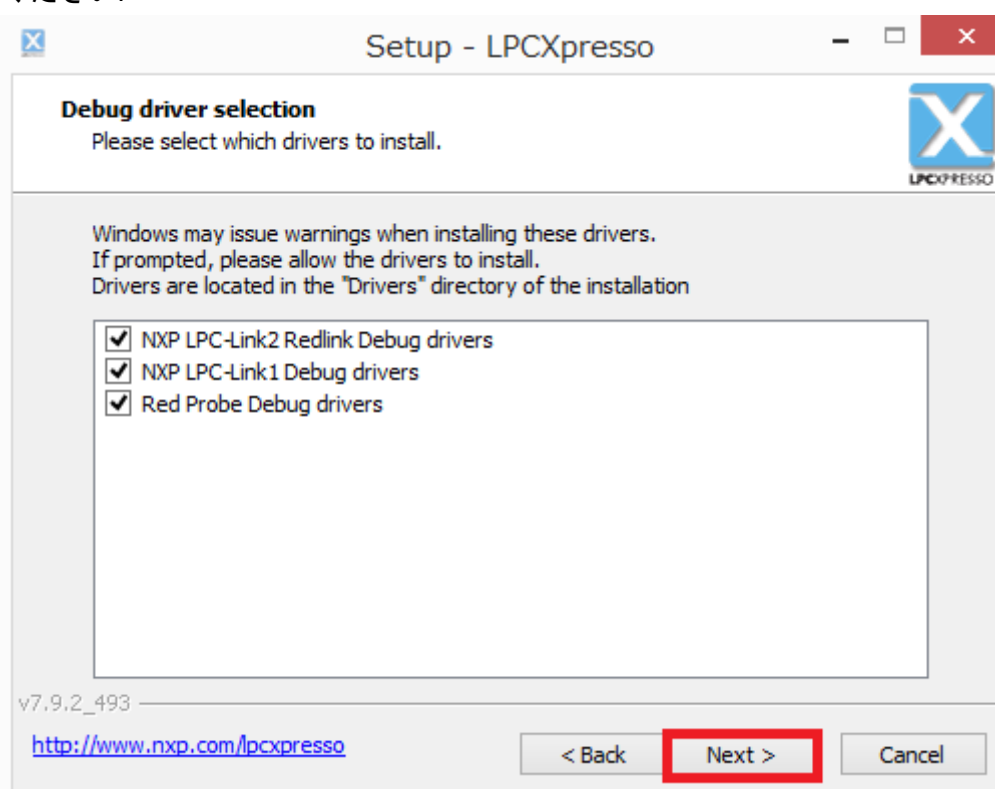 Setup - LPCXpresso
Debug driver selection
Please select which drivers to install.
LPCXPRESSO
Windows may issue warnings when installing these drivers.
If prompted, please allow the drivers to install.
Drivers are located in the "Drivers" directory of the installation
NXP LPC-Link2 Redlink Debug drivers
NXP LPC-Link1 Debug drivers
Red Probe Debug drivers
v7.9.2_493
http://www.nxp.com/lpcxpresso
< Back
Next >
Cancel